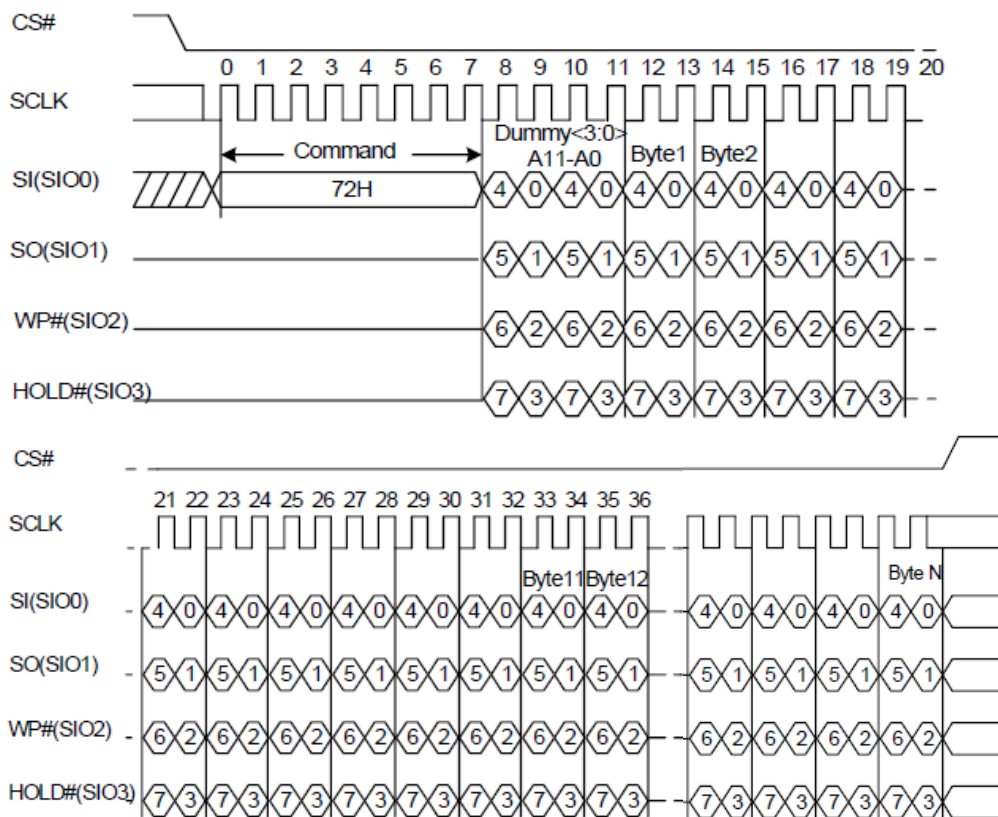 CS#
0 1 2 3 4 5 6 7 8 9 10 11 12 13 14 15 16 17 18 19 20
SCLK
Dummy<3:0>
Command A11-A0 Byte1 Byte2
SI(SIO0) 72H 4 0 4 0 4 0 4 0 4 0 4 0
SO(SIO1) 5 1 5 1 5 1 5 1 5 1 5 1
WP#(SIO2) 6 2 6 2 6 2 6 2 6 2 6 2
HOLD#(SIO3) 7 3 7 3 7 3 7 3 7 3 7 3
CS#
21 22 23 24 25 26 27 28 29 30 31 32 33 34 35 36
SCLK
Byte11 Byte12 Byte N
SI(SIO0) 4 0 4 0 4 0 4 0 4 0 4 0 4 0 4 0 4 0 4 0 4 0 4 0
SO(SIO1) 5 1 5 1 5 1 5 1 5 1 5 1 5 1 5 1 5 1 5 1 5 1 5 1
WP#(SIO2) 6 2 6 2 6 2 6 2 6 2 6 2 6 2 6 2 6 2 6 2 6 2 6 2
HOLD#(SIO3) 7 3 7 3 7 3 7 3 7 3 7 3 7 3 7 3 7 3 7 3 7 3 7 3